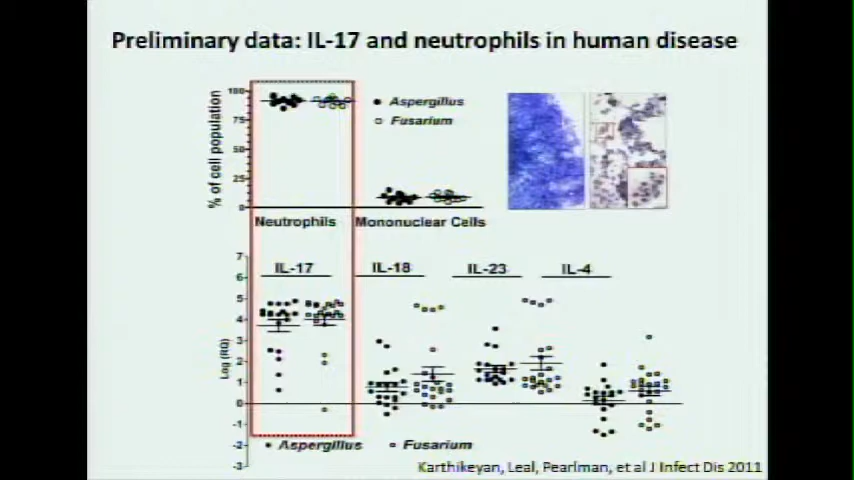 Preliminary data: IL-17 and neutrophils in human disease
% of cell population
100
75
50
25
0
Aspergillus
Fusarium
Neutrophils
Mononuclear Cells
IL-17
IL-18
IL-23
IL-4
Log (RQ)
7
6
5
4
3
2
1
0
-1
-2
-3
Aspergillus
Fusarium
Karthikeyan, Leal, Pearlman, et al J Infect Dis 2011